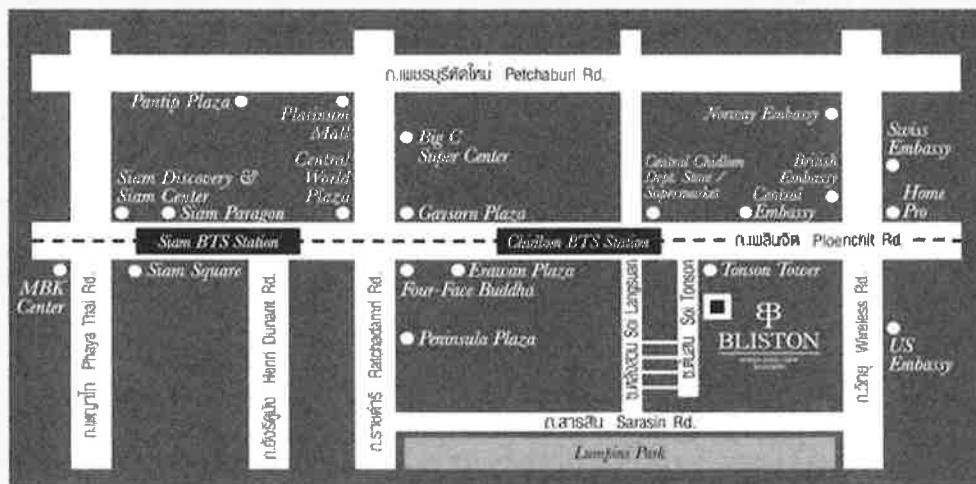 ถ.เพชรบุรีตัดใหม่ Petchaburi Rd.
Pantip Plaza
Platinum
Mall
Big C
Super Center
Norway Embassy
Swiss
Embassy
Siam Discovery &
Siam Center
Central
World
Plaza
Central Chidlom
Dept. Store /
Supermarket
British
Embassy
Home
Pro
Siam Paragon
Gaysorn Plaza
Central
Embassy
Siam BTS Station
Chidlom BTS Station
ถ.เพลินจิต Ploenchit Rd.
MBK
Center
Siam Square
Erawan Plaza
Four-Face Buddha
Tonson Tower
Peninsula Plaza
BLISTON
US
Embassy
ถ.พญาไท Phaya Thai Rd.
ถ.อังรีดูนังต์ Henri Dunant Rd.
ถ.ราชดำริ Ratchadamri Rd.
ซ.หลังสวน Soi Langsuan
ซ.ต้นสน Soi Tonson
ถ.วิทยุ Wireless Rd.
ถ.สารสิน Sarasin Rd.
Lumpini Park